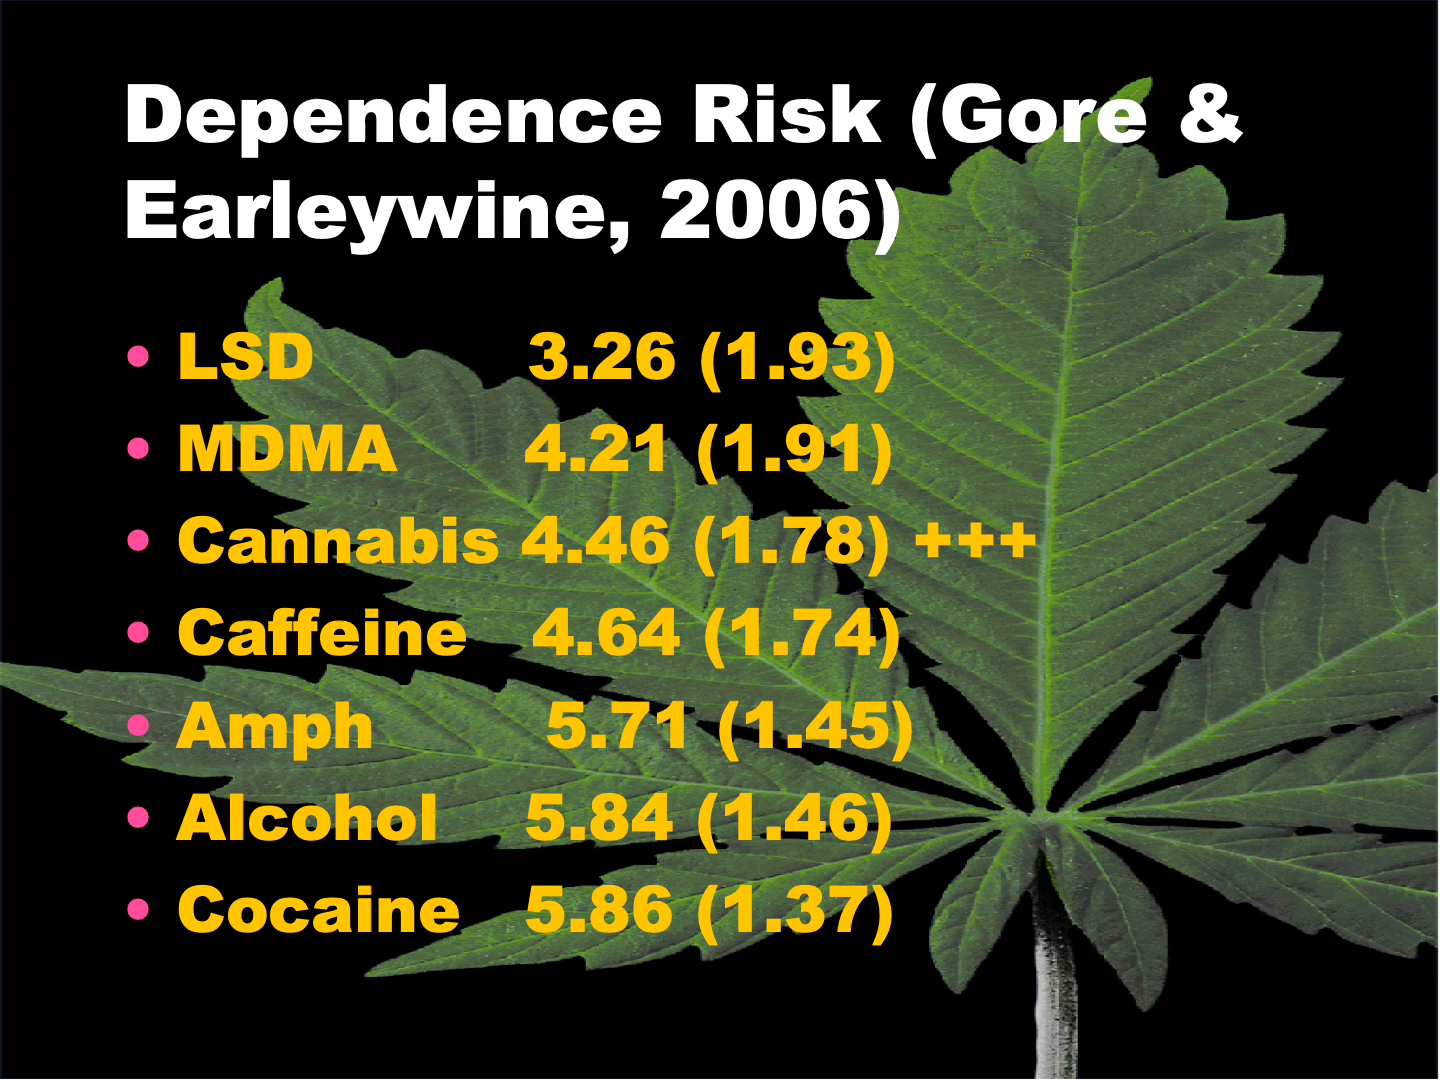 Dependence Risk (Gore &
Earleywine, 2006)
• LSD 3.26 (1.93)
• MDMA 4.21 (1.91)
• Cannabis 4.46 (1.78) +++
• Caffeine 4.64 (1.74)
• Amph 5.71 (1.45)
• Alcohol 5.84 (1.46)
• Cocaine 5.86 (1.37)